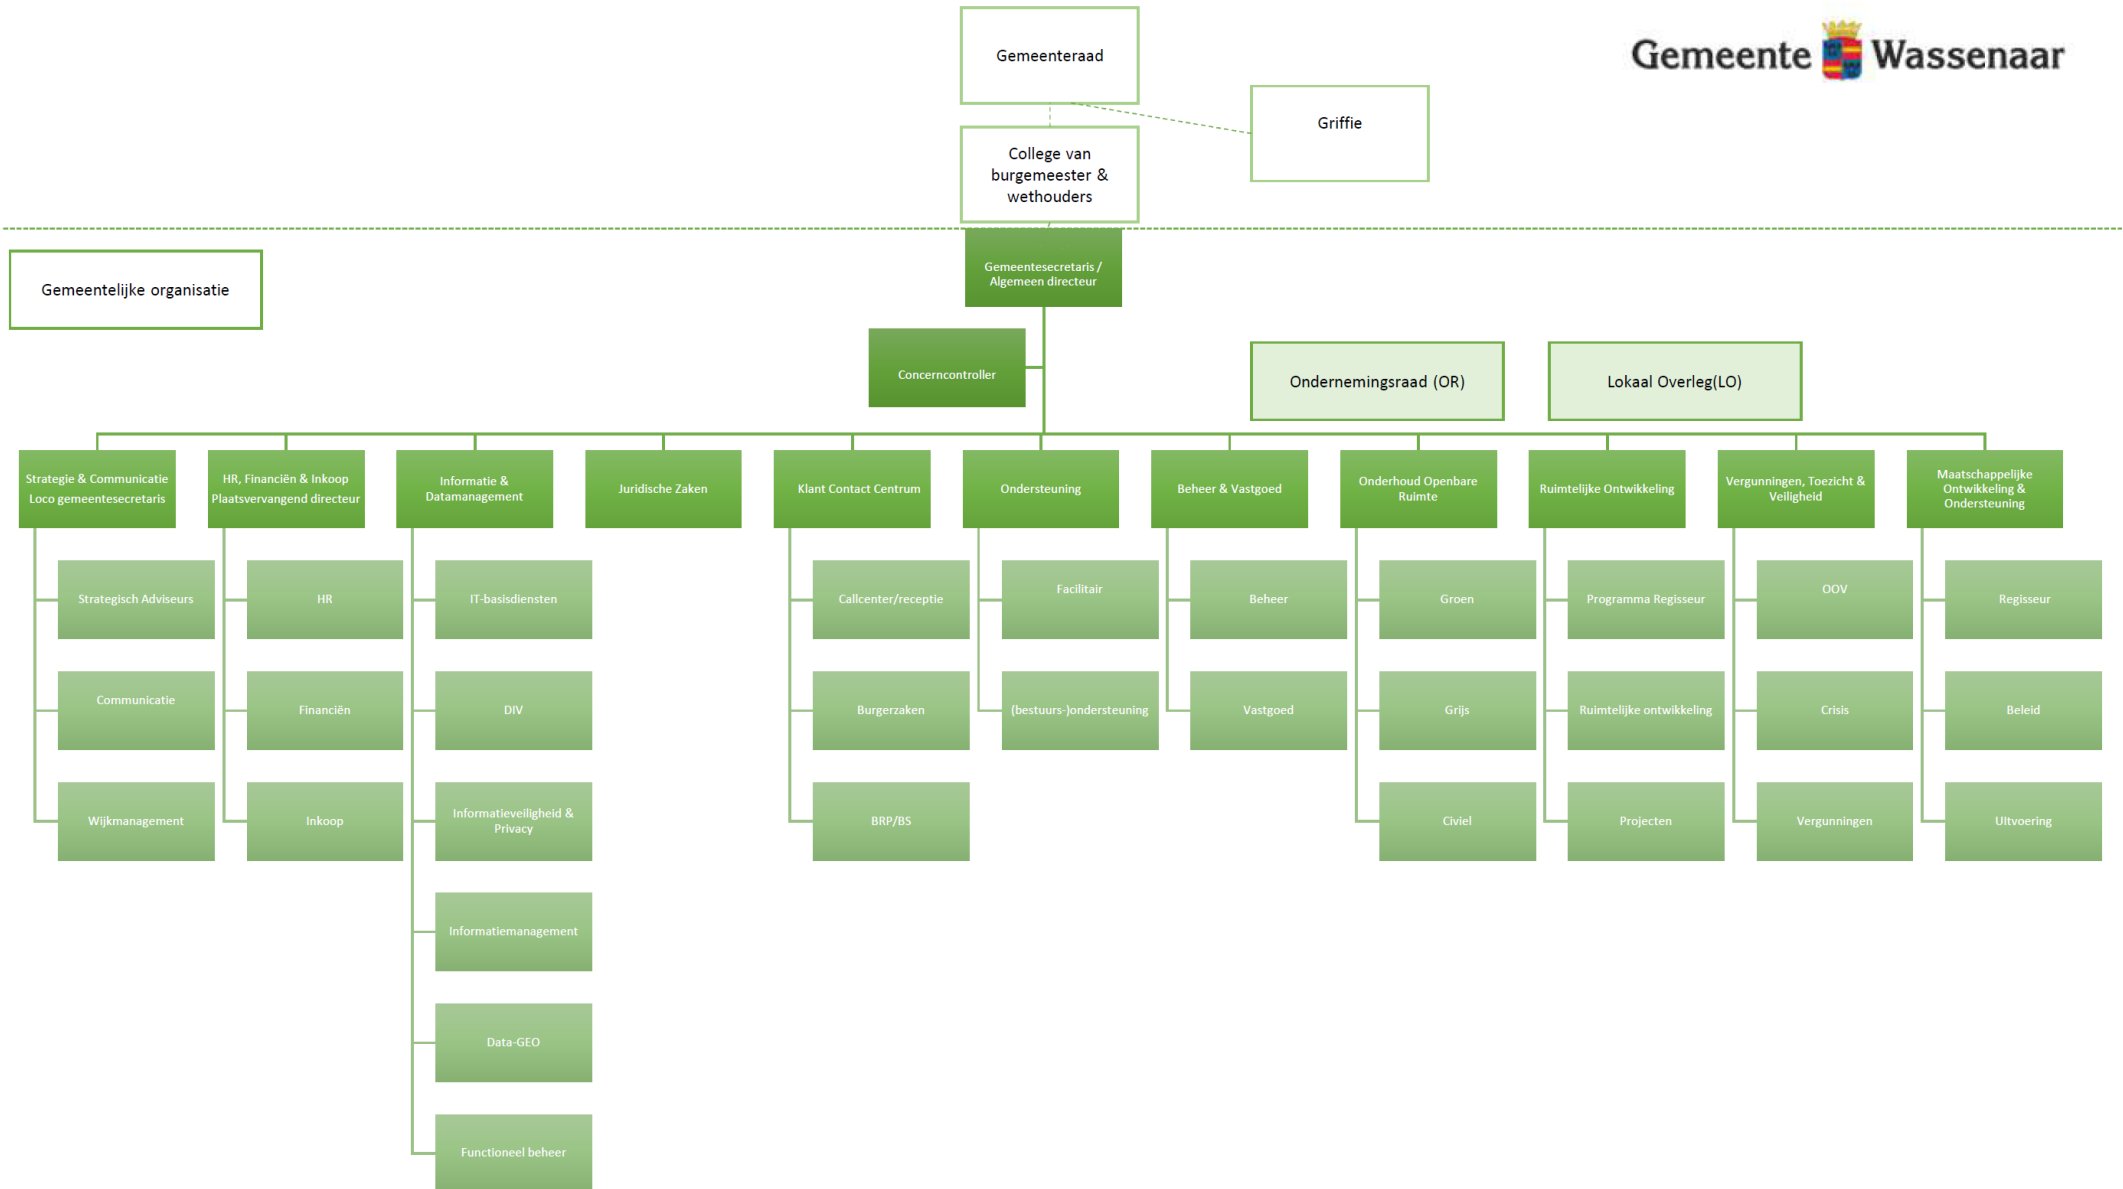 Gemeente Wassenaar
Gemeenteraad
Griffie
College van
burgemeester &
wethouders
Gemeentelijke organisatie
Gemeentesecretaris /
Algemeen directeur
Concerncontroller
Ondernemingsraad (OR)
Lokaal Overleg(LO)
Strategie & Communicatie
Loco gemeentesecretaris
Strategisch Adviseurs
Communicatie
Wijkmanagement
HR, Financiën & Inkoop
Plaatsvervangend directeur
HR
Financiën
Inkoop
Informatie &
Datamanagement
IT-basisdiensten
DIV
Informatieveiligheid &
Privacy
Informatiemanagement
Data-GEO
Functioneel beheer
Juridische Zaken
Klant Contact Centrum
Callcenter/receptie
Burgerzaken
BRP/BS
Ondersteuning
Facilitair
(bestuurs-)ondersteuning
Beheer & Vastgoed
Beheer
Vastgoed
Onderhoud Openbare
Ruimte
Groen
Grijs
Civiel
Ruimtelijke Ontwikkeling
Programma Regisseur
Ruimtelijke ontwikkeling
Projecten
Vergunningen, Toezicht &
Veiligheid
OOV
Crisis
Vergunningen
Maatschappelijke
Ontwikkeling &
Ondersteuning
Regisseur
Beleid
UItvoering